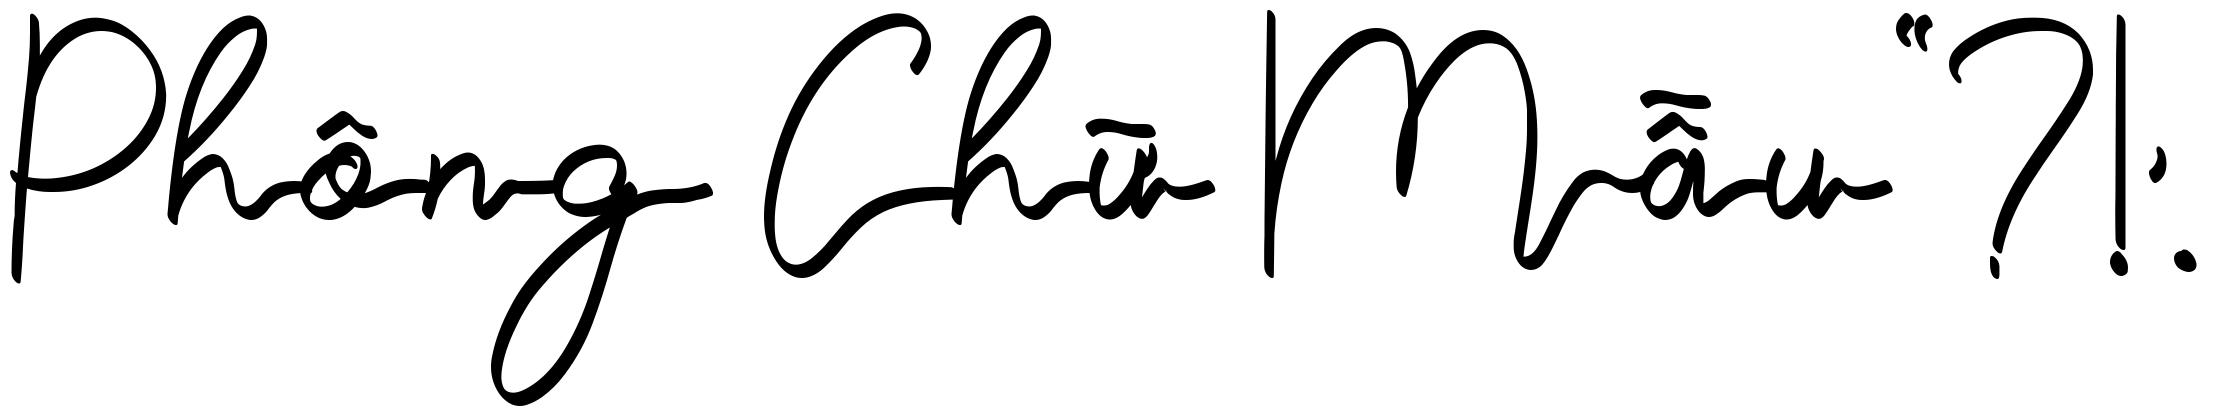 Phông Chữ Mẫu “?!: